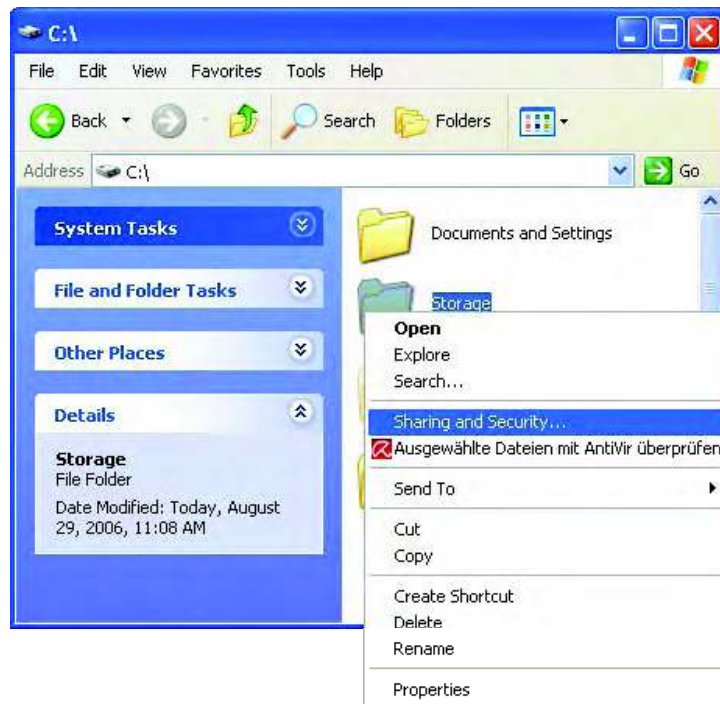 C:\
File Edit View Favorites Tools Help
Back Search Folders
Address C:\ Go
System Tasks
File and Folder Tasks
Other Places
Details
Storage
File Folder
Date Modified: Today, August
29, 2006, 11:08 AM
Documents and Settings
Storage
Open
Explore
Search...
Sharing and Security...
Ausgewählte Dateien mit AntiVir überprüfen
Send To
Cut
Copy
Create Shortcut
Delete
Rename
Properties